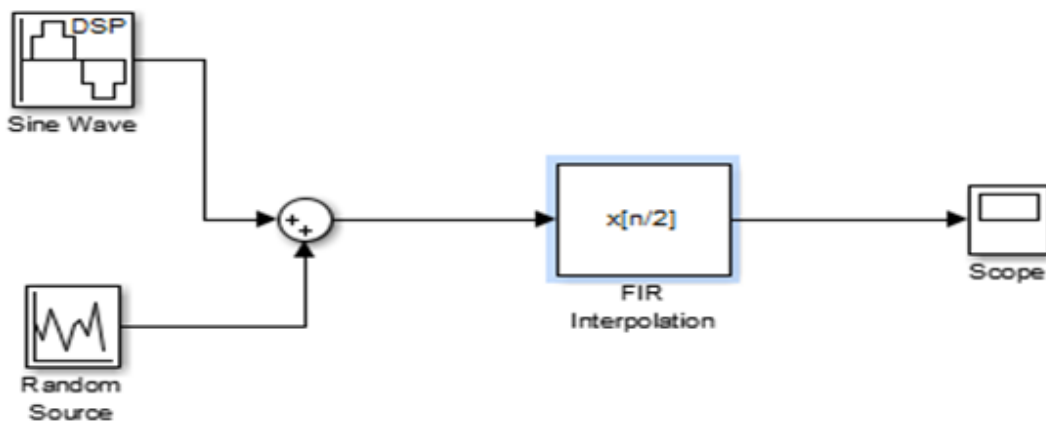 DSP
Sine Wave
+
+
x[n/2]
FIR
Interpolation
Scope
Random
Source